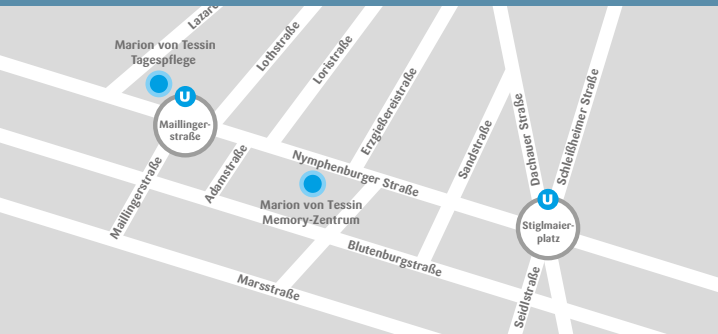 Lazare
Marion von Tessin
Tagespflege
Lothstraße
Loristraße
U
Maillinger-
straße
Erzgießereistraße
Sandstraße
Dachauer Straße
Schleißheimer Straße
Maillingerstraße
Adamstraße
Nymphenburger Straße
Marion von Tessin
Memory-Zentrum
U
Stiglmaier-
platz
Blutenburgstraße
Marsstraße
Seidlstraße